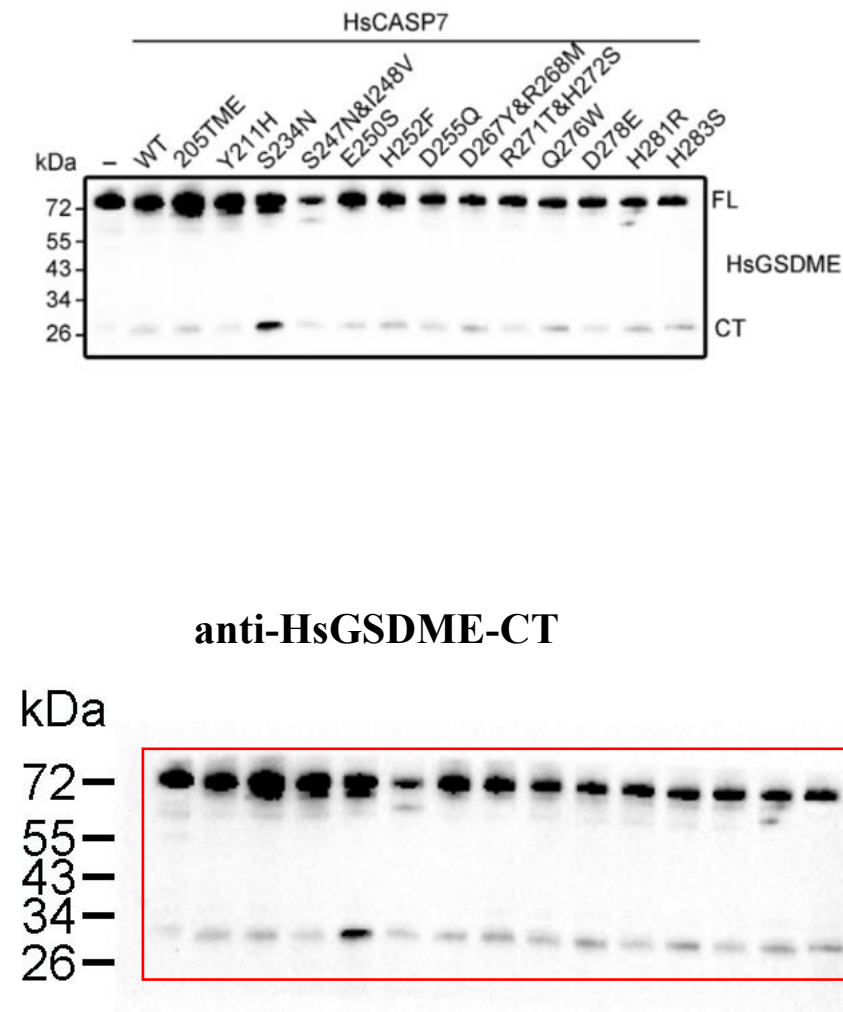 HsCASP7
kDa – WT 205TME Y211H S234N S247N&I248V E250S H252F D255Q D267Y&R268M R271T&H272S Q276W D278E H281R H283S
72 FL
55
43 HsGSDME
34
26 CT
anti-HsGSDME-CT
kDa
72
55
43
34
26